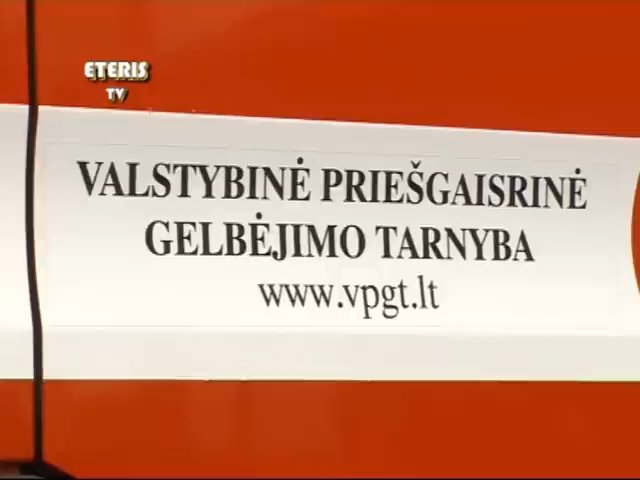 ETERIS
TV
VALSTYBINĖ PRIEŠGAISRINĖ
GELBĖJIMO TARNYBA
www.vpgt.lt